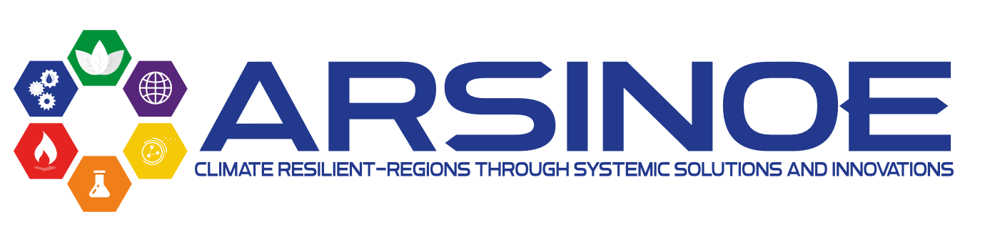 ARSINOE
CLIMATE RESILIENT-REGIONS THROUGH SYSTEMIC SOLUTIONS AND INNOVATIONS